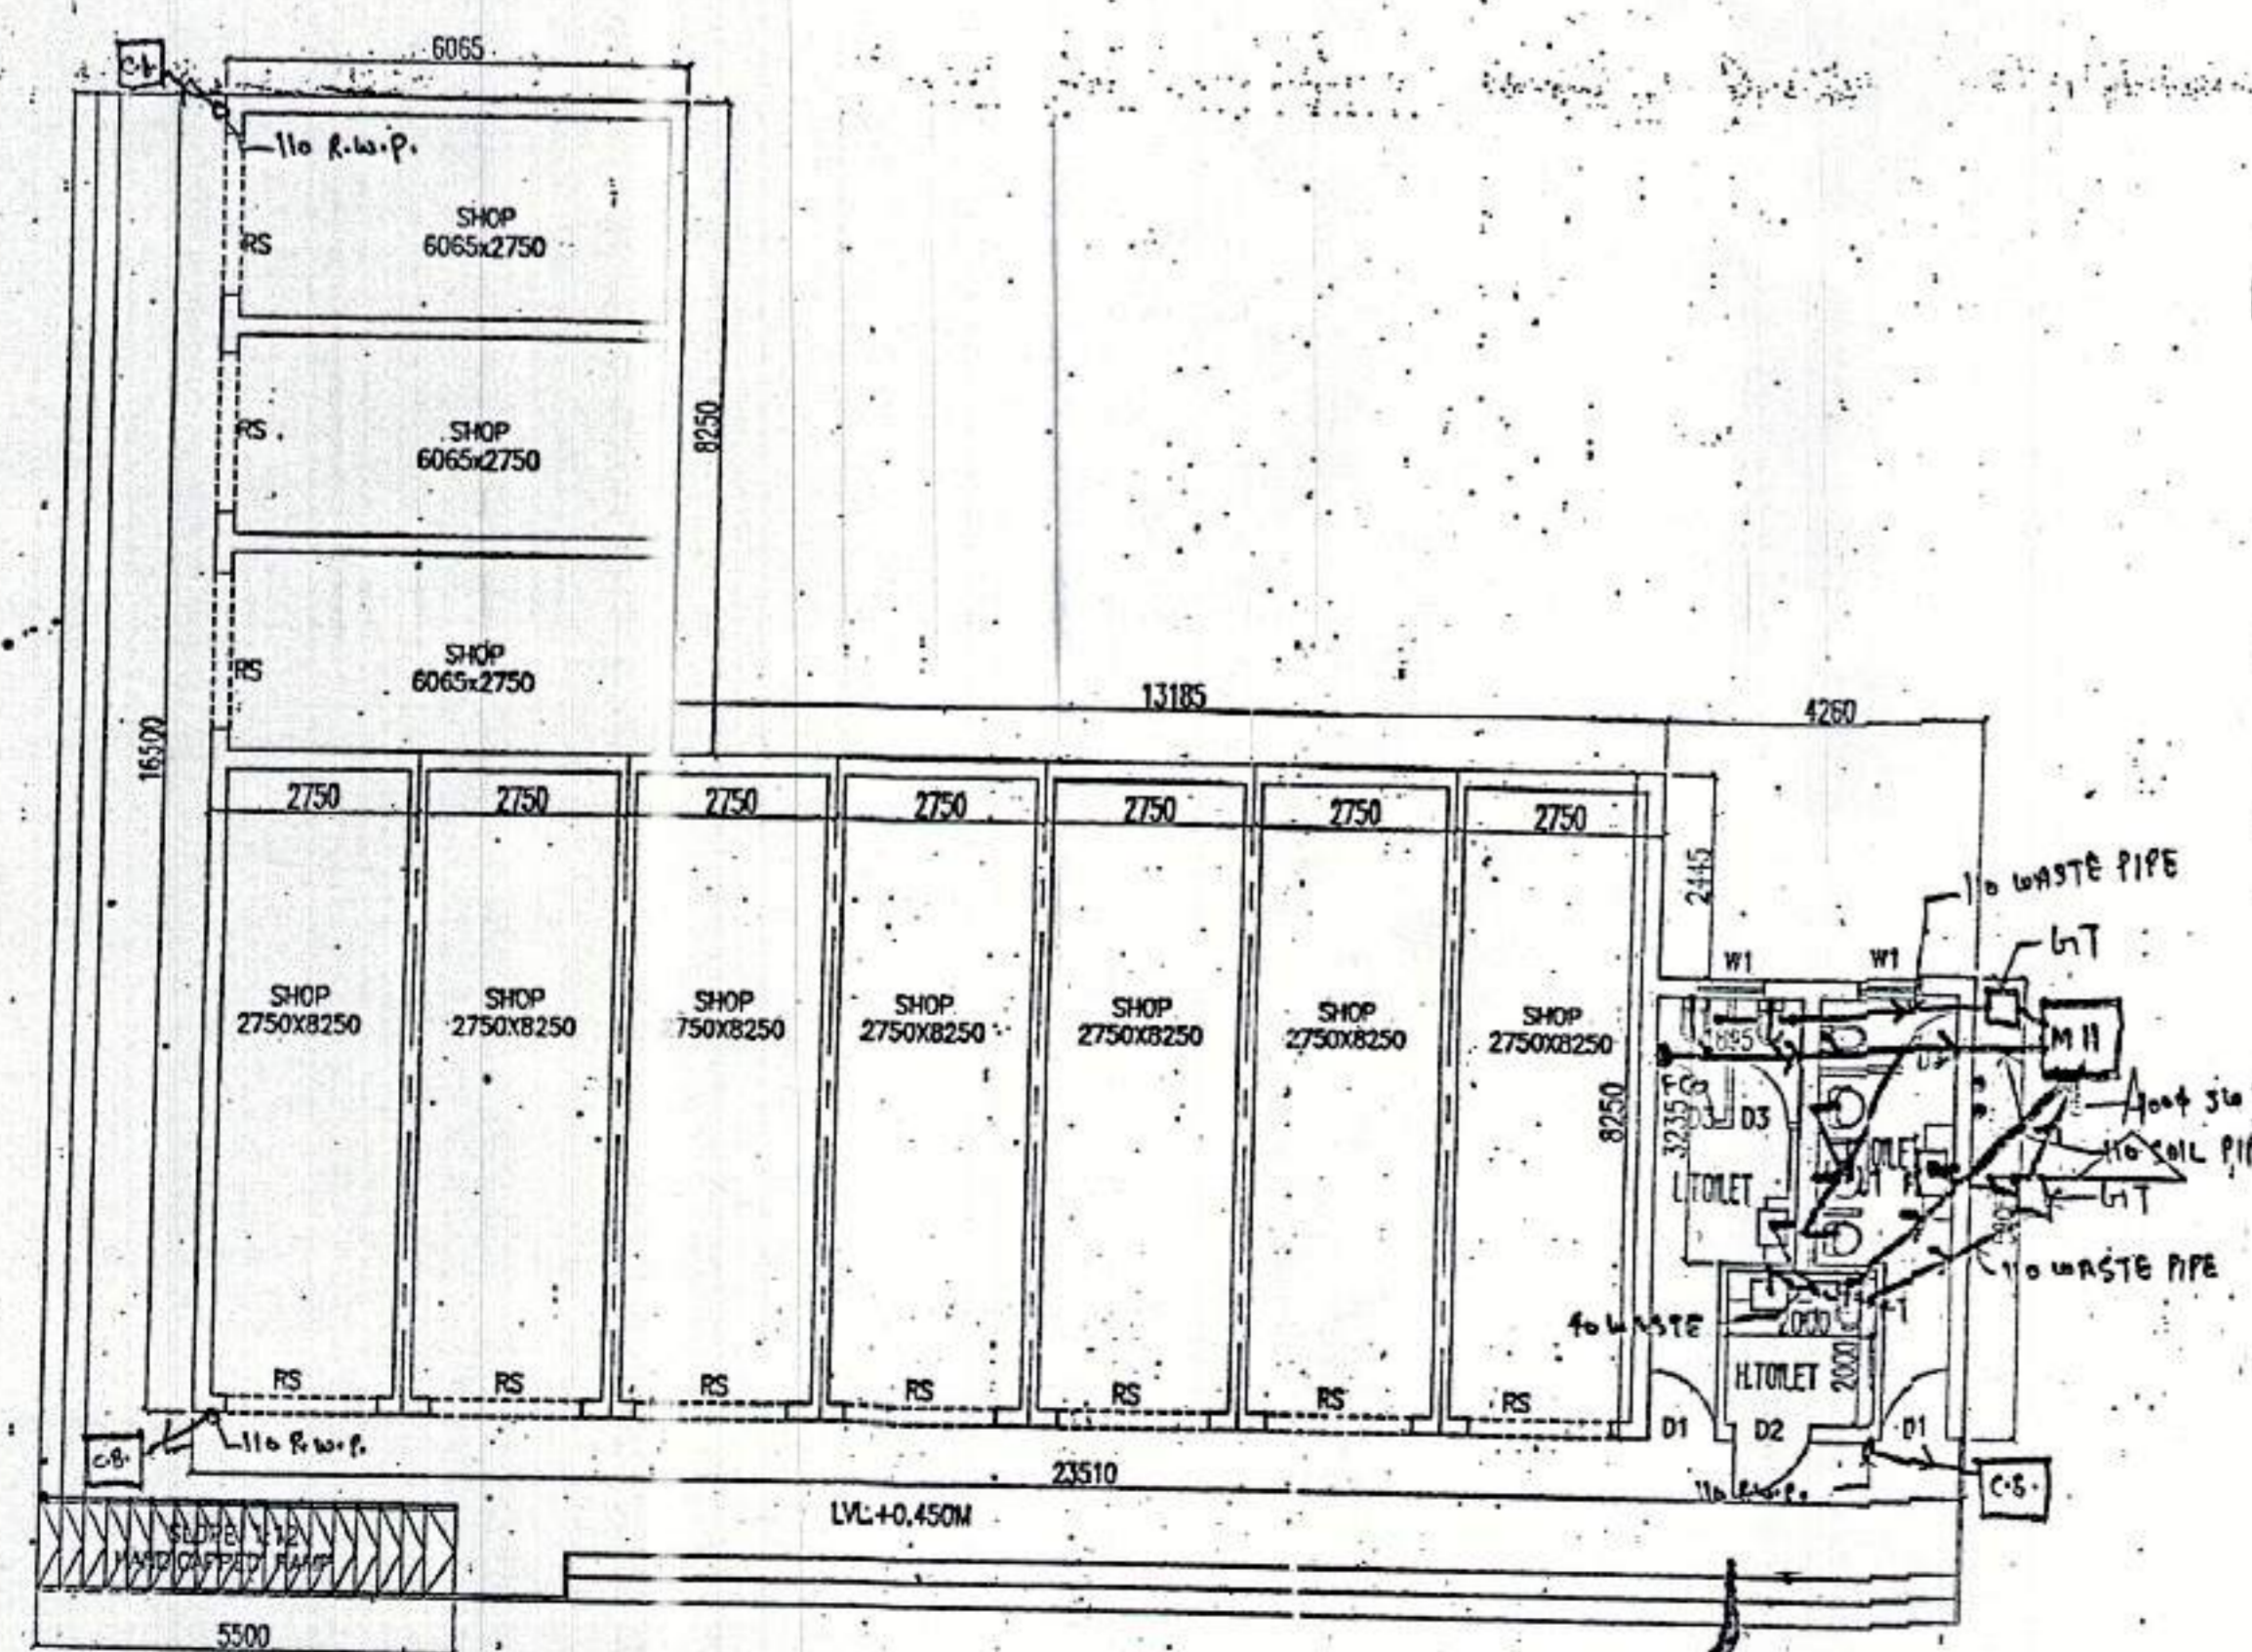 6065
110 R.W.P.
SHOP
6065x2750
RS
SHOP
6065x2750
RS
8250
SHOP
6065x2750
RS
16500
13185
4260
2750
2750
2750
2750
2750
2750
2750
2445
110 WASTE PIPE
GT
W1
W1
SHOP
2750X8250
SHOP
2750X8250
SHOP
750X8250
SHOP
2750X8250
SHOP
2750X8250
SHOP
2750X8250
SHOP
2750X8250
MH
8250
3235
D3
D3
110 SOIL PIP
L.TOILET
GT
110 WASTE PIPE
40 WASTE
2000
2000
H.TOILET
RS
RS
RS
RS
RS
RS
RS
D1
D2
D1
C.B.
110 R.W.P.
23510
110 R.W.P.
C.B.
LVL:+0.450M
SLOPE 1:12
HANDICAPPED RAMP
5500